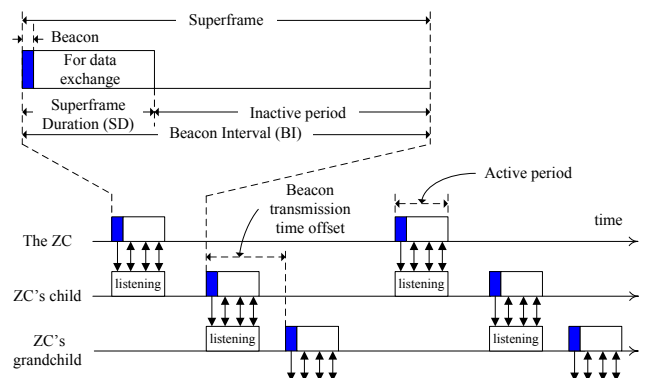 Superframe
Beacon
For data
exchange
Superframe
Duration (SD)
Inactive period
Beacon Interval (BI)
Beacon
transmission
time offset
Active period
time
The ZC
listening
listening
ZC's child
listening
listening
ZC's
grandchild